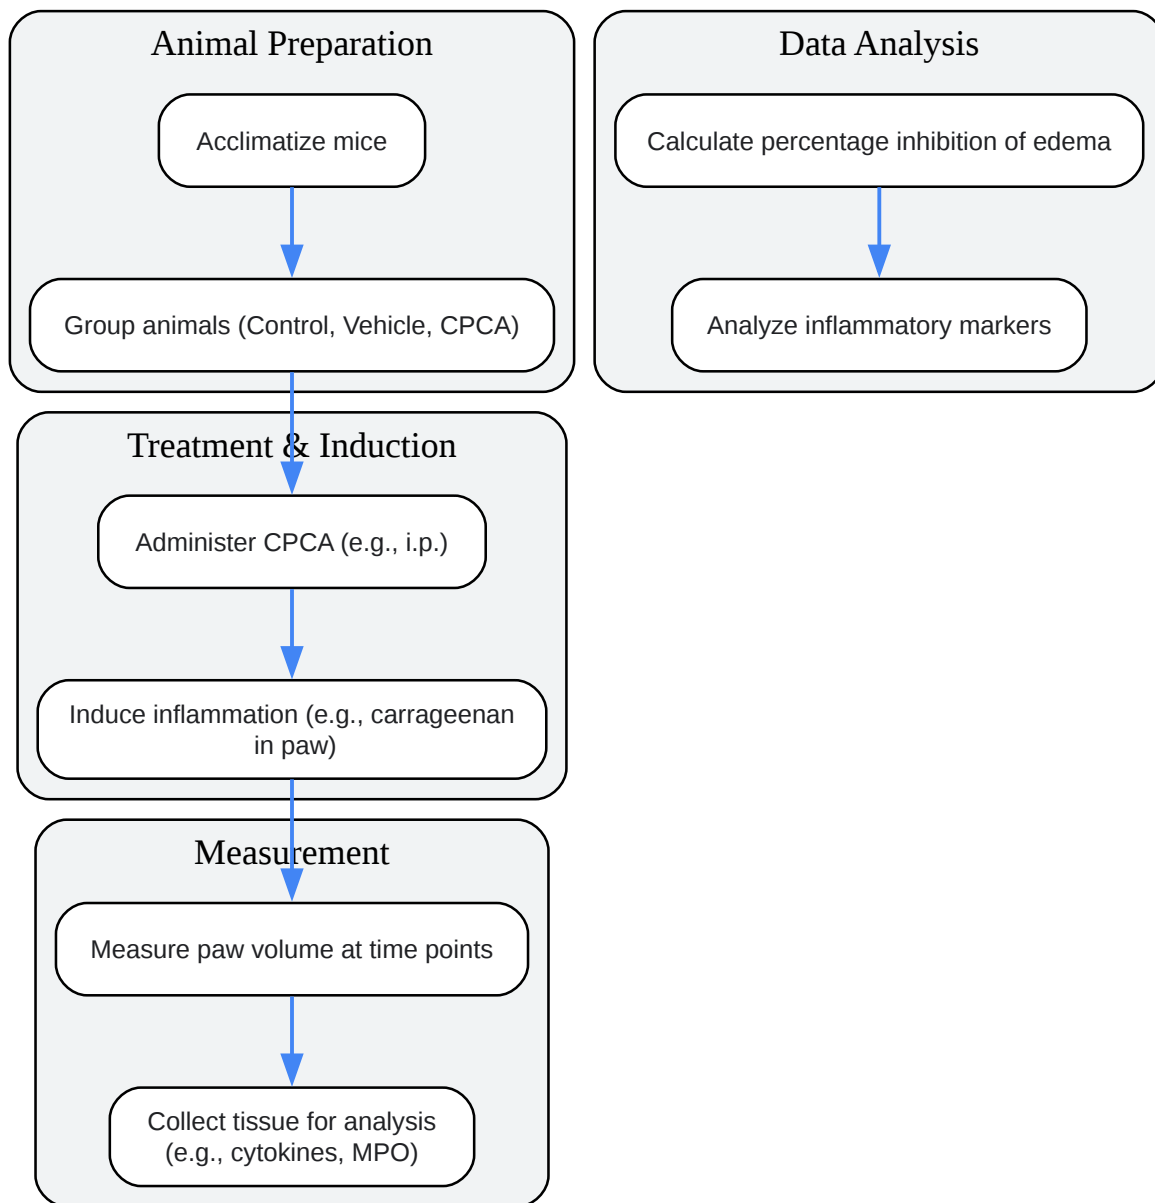 Animal Preparation
Acclimatize mice
Group animals (Control, Vehicle, CPCA)
Treatment & Induction
Administer CPCA (e.g., i.p.)
Induce inflammation (e.g., carrageenan
in paw)
Measurement
Measure paw volume at time points
Collect tissue for analysis
(e.g., cytokines, MPO)
Data Analysis
Calculate percentage inhibition of edema
Analyze inflammatory markers